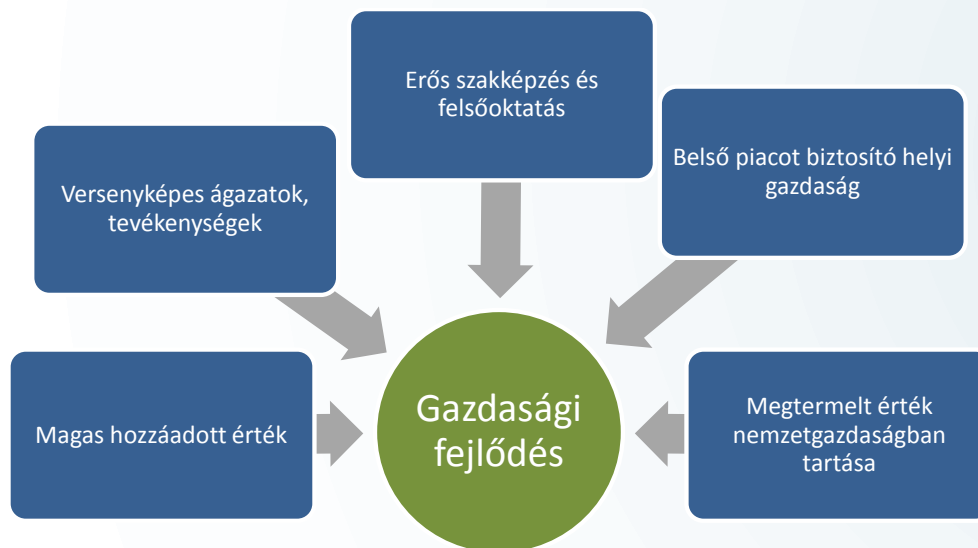 Erős szakképzés és
felsőoktatás
Versenyképes ágazatok,
tevékenységek
Belső piacot biztosító helyi
gazdaság
Magas hozzáadott érték
Gazdasági
fejlődés
Megtermelt érték
nemzetgazdaságban
tartása